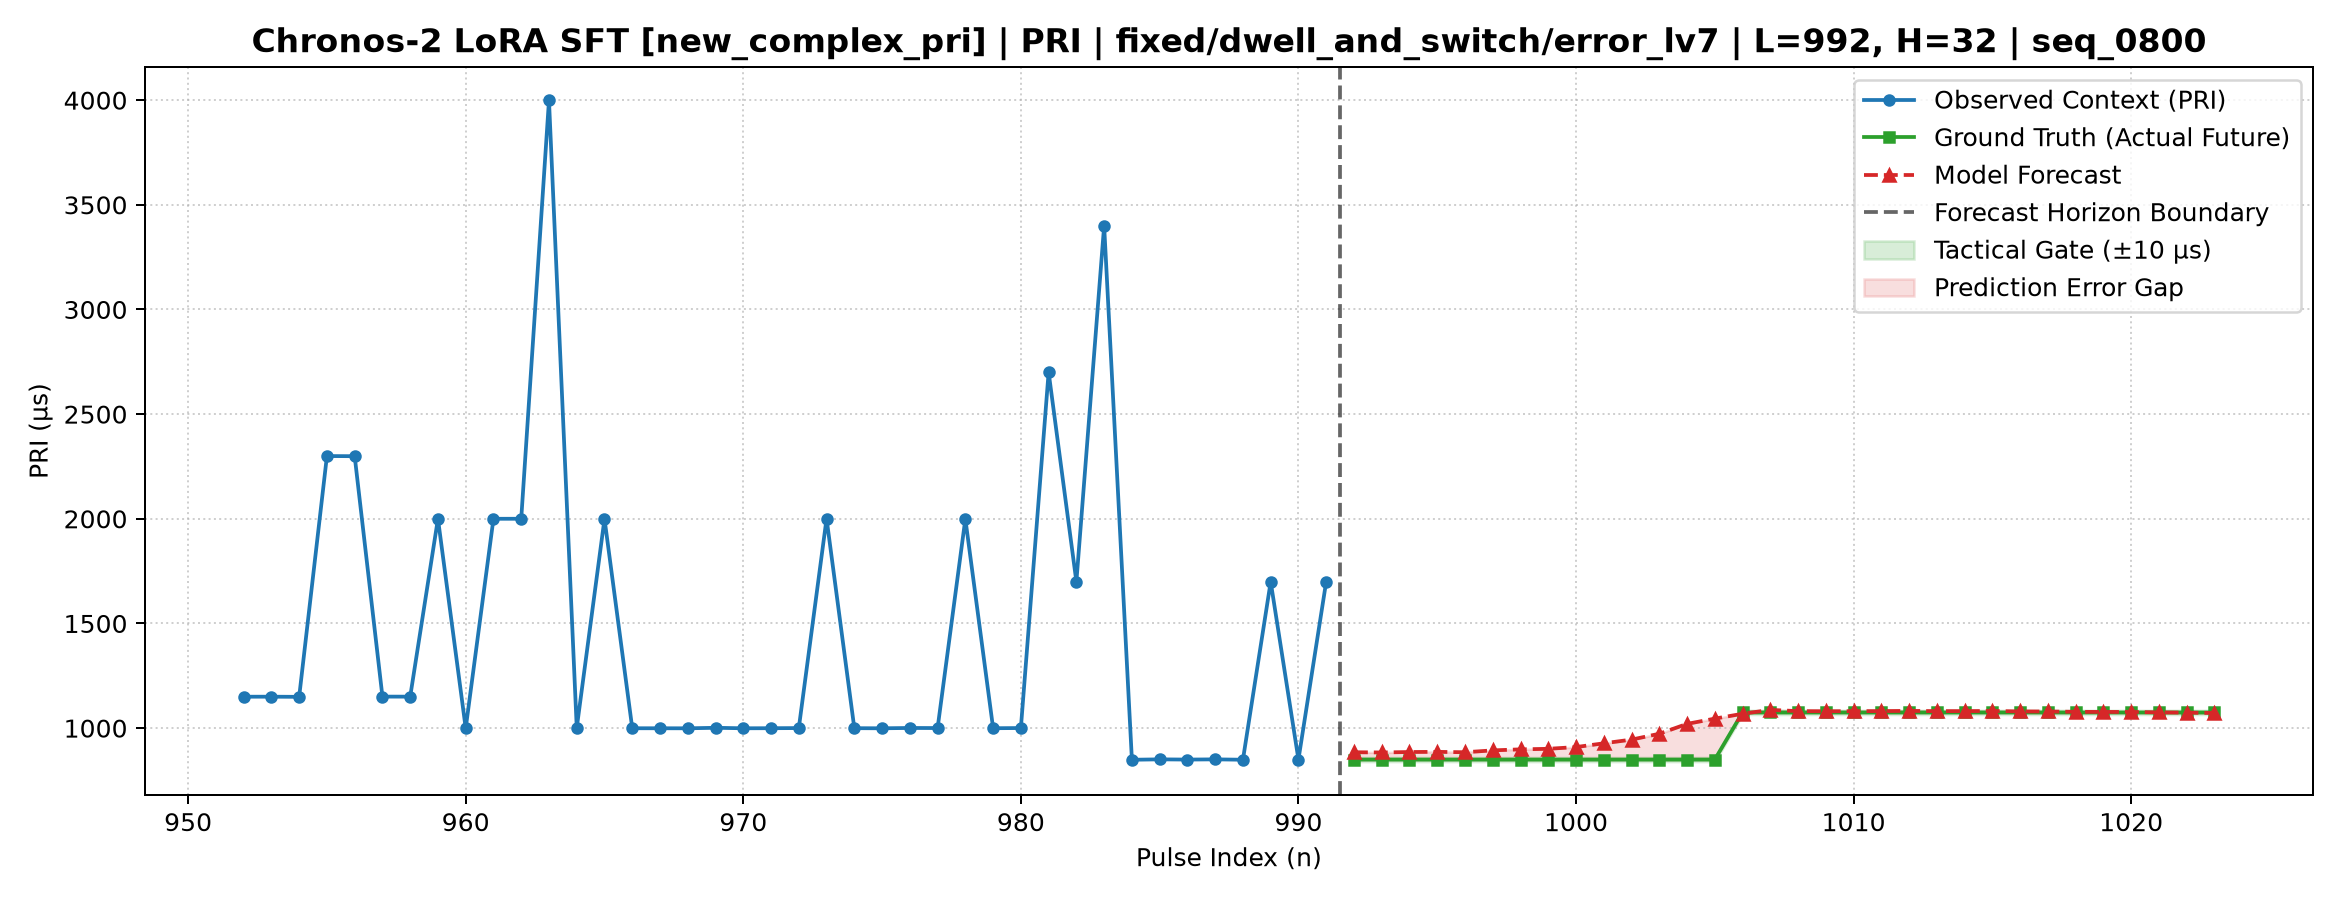 Chronos-2 LoRA SFT [new_complex_pri] | PRI | fixed/dwell_and_switch/error_lv7 | L=992, H=32 | seq_0800
Observed Context (PRI)
Ground Truth (Actual Future)
Model Forecast
Forecast Horizon Boundary
Tactical Gate (±10 µs)
Prediction Error Gap
PRI (µs)
4000
3500
3000
2500
2000
1500
1000
950 960 970 980 990 1000 1010 1020
Pulse Index (n)